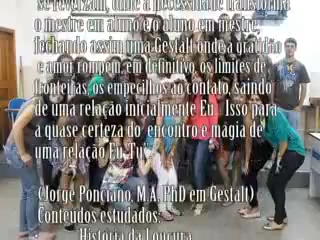 se reverzam, onde a necessidade transforma
o mestre em aluno e o aluno em mestre,
fechando assim uma Gestalt onde a gratidão
e amor rompem, em definitivo, os limites de
fronteiras, os empecilhos ao contato, saindo
de uma relação inicialmente Eu - Isso para
a quase certeza do encontro e magia de
uma relação Eu-Tu".
(Jorge Ponciano, M.A, PhD em Gestalt)
Conteúdos estudados:
História da Loucura